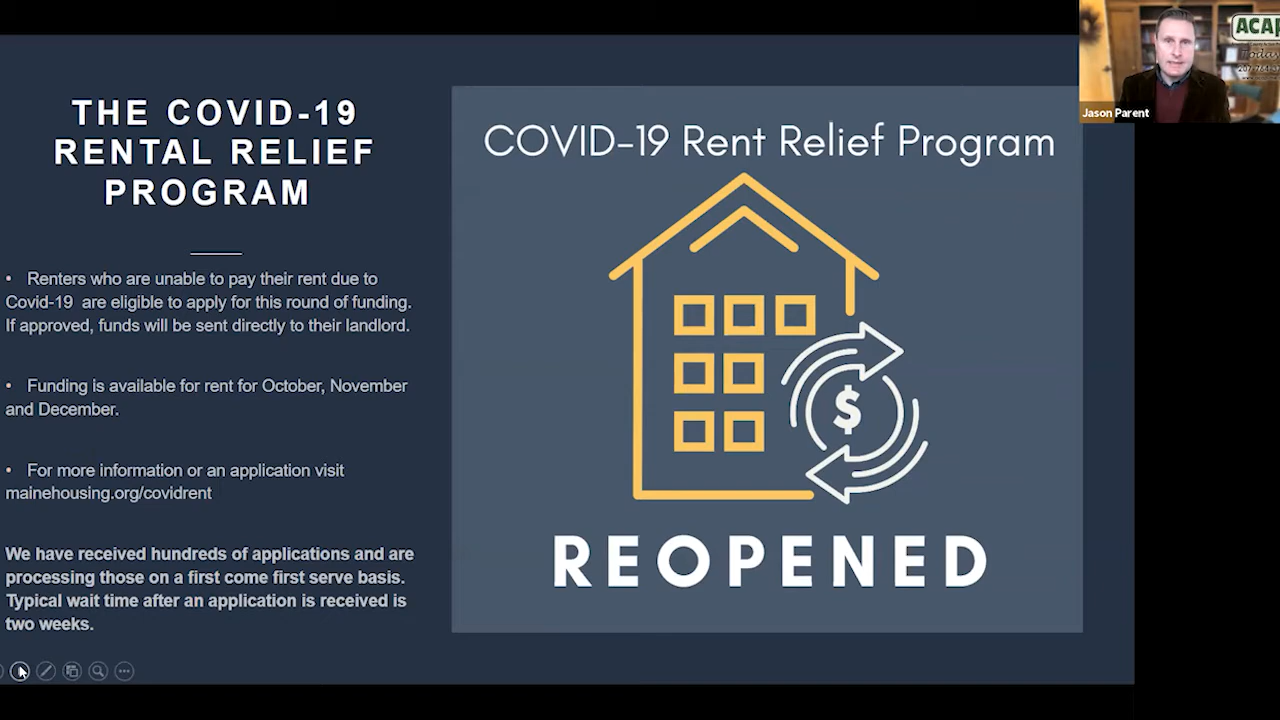 THE COVID-19
RENTAL RELIEF
PROGRAM
• Renters who are unable to pay their rent due to
Covid-19 are eligible to apply for this round of funding.
If approved, funds will be sent directly to their landlord.
• Funding is available for rent for October, November
and December.
• For more information or an application visit
mainehousing.org/covidrent
We have received hundreds of applications and are
processing those on a first come first serve basis.
Typical wait time after an application is received is
two weeks.
COVID-19 Rent Relief Program
$
REOPENED
ACAP
Jason Parent